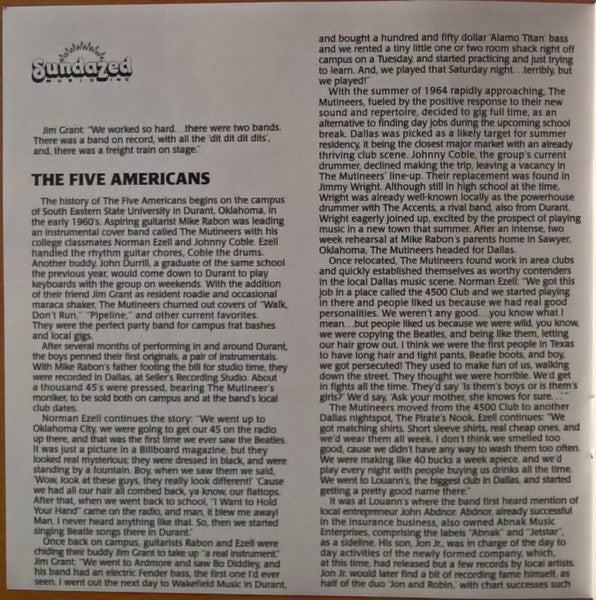 Sundazed
MUSIC INC.
Jim Grant: "We worked so hard. . .there were two bands.
There was a band on record, with all the 'dit dit dit dits',
and, there was a freight train on stage."
THE FIVE AMERICANS
The history of The Five Americans begins on the campus
of South Eastern State University in Durant, Oklahoma, in
the early 1960's. Aspiring guitarist Mike Rabon was leading
an instrumental cover band called The Mutineers with his
college classmates Norman Ezell and Johnny Coble. Ezell
handled the rhythm guitar chores, Coble the drums.
Another buddy, John Durrill, a graduate of the same school
the previous year, would come down to Durant to play
keyboards with the group on weekends. With the addition
of their friend Jim Grant as resident roadie and occasional
maraca shaker, The Mutineers churned out covers of "Walk,
Don't Run," "Pipeline," and other current favorites.
They were the perfect party band for campus frat bashes
and local gigs.
After several months of performing in and around Durant,
the boys penned their first originals, a pair of instrumentals.
With Mike Rabon's father footing the bill for studio time, they
were recorded in Dallas, at Seller's Recording Studio. About
a thousand 45's were pressed, bearing The Mutineer's
moniker, to be sold both on campus and at the band's local
club dates.
Norman Ezell continues the story: "We went up to
Oklahoma City, we were going to get our 45 on the radio
up there, and that was the first time we ever saw the Beatles.
It was just a picture in a Billboard magazine, but they
looked real mysterious; they were dressed in black, and were
standing by a fountain. Boy, when we saw them we said,
'Wow, look at these guys, they really look different!' 'Cause
we had all our hair all combed back, ya know, our flattops.
After that, when we went back to school, "I Want to Hold
Your Hand" came on the radio, and man, it blew me away!
Man, I never heard anything like that. So, then we started
singing Beatle songs there in Durant."
Once back on campus, guitarists Rabon and Ezell were
chiding their buddy Jim Grant to take up "a real instrument."
Jim Grant: "We went to Ardmore and saw Bo Diddley, and
his band had an electric Fender bass, the first one I'd ever
seen. I went out the next day to Wakefield Music in Durant,
and bought a hundred and fifty dollar 'Alamo Titan' bass
and we rented a tiny little one or two room shack right off
campus on a Tuesday, and started practicing and just trying
to learn. And, we played that Saturday night. . .terribly, but
we played!"
With the summer of 1964 rapidly approaching, The
Mutineers, fueled by the positive response to their new
sound and repertoire, decided to gig full time, as an
alternative to finding day jobs during the upcoming school
break. Dallas was picked as a likely target for summer
residency, it being the closest major market with an already
thriving club scene. Johnny Coble, the group's current
drummer, declined making the trip, leaving a vacancy in
The Mutineers' line-up. Their replacement was found in
Jimmy Wright. Although still in high school at the time,
Wright was already well-known locally as the powerhouse
drummer with The Accents, a rival band, also from Durant.
Wright eagerly joined up, excited by the prospect of playing
music in a new town that summer. After an intense, two
week rehearsal at Mike Rabon's parents home in Sawyer,
Oklahoma, The Mutineers headed for Dallas.
Once relocated, The Mutineers found work in area clubs
and quickly established themselves as worthy contenders
in the local Dallas music scene. Norman Ezell: "We got this
job in a place called the 4500 Club and we started playing
in there and people liked us because we had real good
personalities. We weren't any good. . .you know what I
mean. . .but people liked us because we were wild, you know,
we were copying the Beatles, and being like them, letting
our hair grow out. I think we were the first people in Texas
to have long hair and tight pants, Beatle boots, and boy,
we got persecuted! They used to make fun of us, walking
down the street. They thought we were horrible. We'd get
in fights all the time. They'd say 'Is them's boys or is them's
girls?' We'd say, 'Ask your mother, she knows for sure. . .'"
The Mutineers moved from the 4500 Club to another
Dallas nightspot, The Pirate's Nook. Ezell continues: "We
got matching shirts. Short sleeve shirts, real cheap ones, and
we'd wear them all week. I don't think we smelled too
good, cause we didn't have any way to wash them too often.
We were making like 40 bucks a week apiece, and we'd
play every night with people buying us drinks all the time.
We went to Louann's, the biggest club in Dallas, and started
getting a pretty good name there."
It was at Louann's where the band first heard mention of
local entrepreneur John Abdnor. Abdnor, already successful
in the insurance business, also owned Abnak Music
Enterprises, comprising the labels "Abnak" and "Jetstar",
as a sideline. His son, Jon Jr., was in charge of the day to
day activities of the newly formed company, which,
at this time, had released but a few records by local artists.
Jon Jr. would later find a bit of recording fame himself, as
half of the duo 'Jon and Robin,' with chart successes such